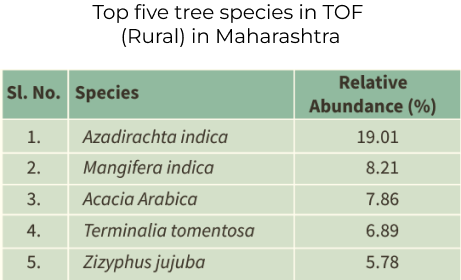 Top five tree species in TOF
(Rural) in Maharashtra
Sl. No. Species Relative Abundance (%)
1. Azadirachta indica 19.01
2. Mangifera indica 8.21
3. Acacia Arabica 7.86
4. Terminalia tomentosa 6.89
5. Zizyphus jujuba 5.78